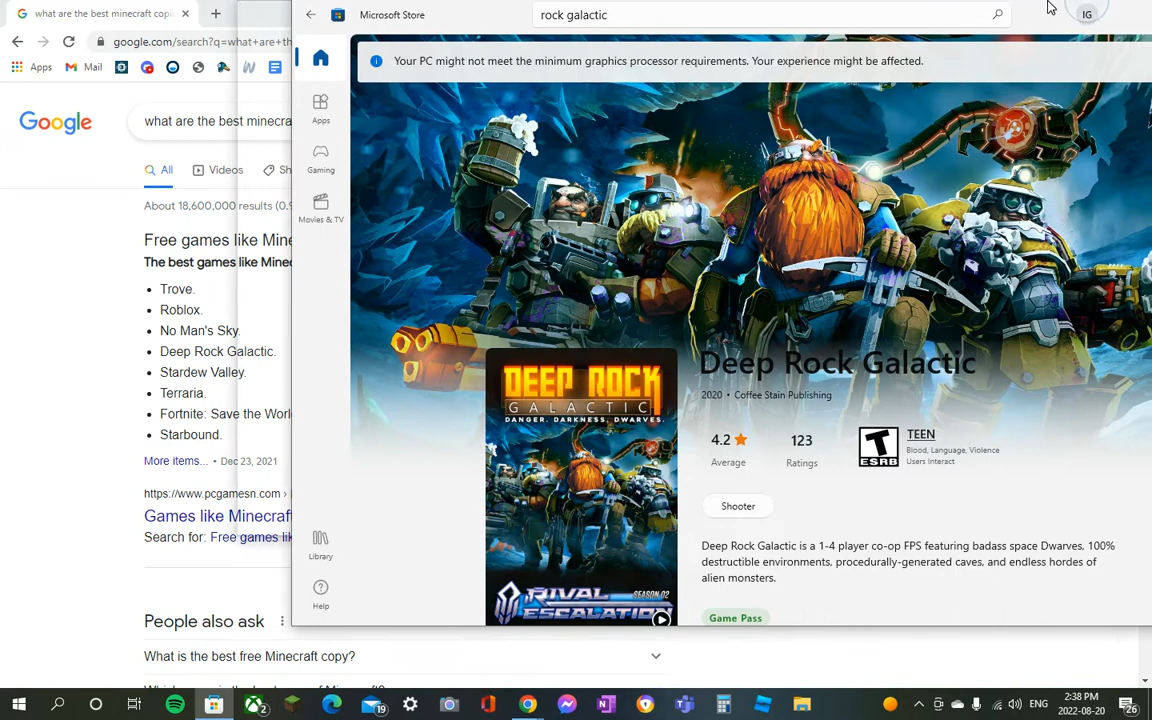 what are the best minecraft copi
google.com/search?q=what+are+th
Apps
Mail
Google
what are the best minecra
All
Videos
Sh
About 18,600,000 results (0.
Free games like Mine
The best games like Mine
Trove.
Roblox.
No Man's Sky.
Deep Rock Galactic.
Stardew Valley.
Terraria.
Fortnite: Save the Worl
Starbound.
More items... • Dec 23, 2021
https://www.pcgamesn.com ›
Games like Minecraft
Search for: Free games lik
People also ask
What is the best free Minecraft copy?
Microsoft Store
rock galactic
IG
Your PC might not meet the minimum graphics processor requirements. Your experience might be affected.
Apps
Gaming
Movies & TV
Library
Help
DEEP ROCK
GALACTIC
DANGER. DARKNESS. DWARVES.
RIVAL
ESCALATION
SEASON 02
Deep Rock Galactic
2020 • Coffee Stain Publishing
4.2
Average
123
Ratings
T
ESRB
TEEN
Blood, Language, Violence
Users Interact
Shooter
Deep Rock Galactic is a 1-4 player co-op FPS featuring badass space Dwarves, 100%
destructible environments, procedurally-generated caves, and endless hordes of
alien monsters.
Game Pass
2
19
ENG
2:38 PM
2022-08-20
26